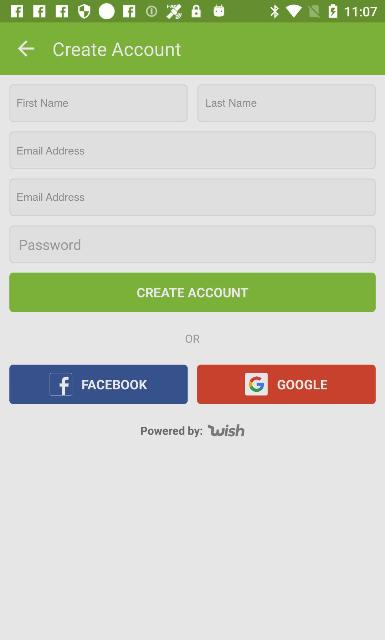 11:07
Create Account
First Name Last Name
Email Address
Email Address
Password
CREATE ACCOUNT
OR
FACEBOOK GOOGLE
Powered by: wish